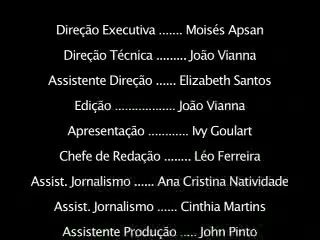 Direção Executiva ....... Moisés Apsan
Direção Técnica ......... João Vianna
Assistente Direção ...... Elizabeth Santos
Edição .................. João Vianna
Apresentação ............ Ivy Goulart
Chefe de Redação ........ Léo Ferreira
Assist. Jornalismo ...... Ana Cristina Natividade
Assist. Jornalismo ...... Cinthia Martins
Assistente Produção ..... John Pinto